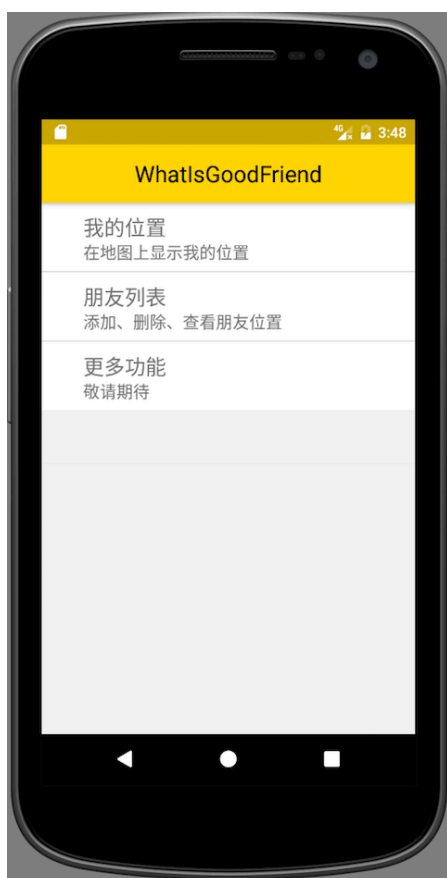 4G 3:48
WhatIsGoodFriend
我的位置
在地图上显示我的位置
朋友列表
添加、删除、查看朋友位置
更多功能
敬请期待